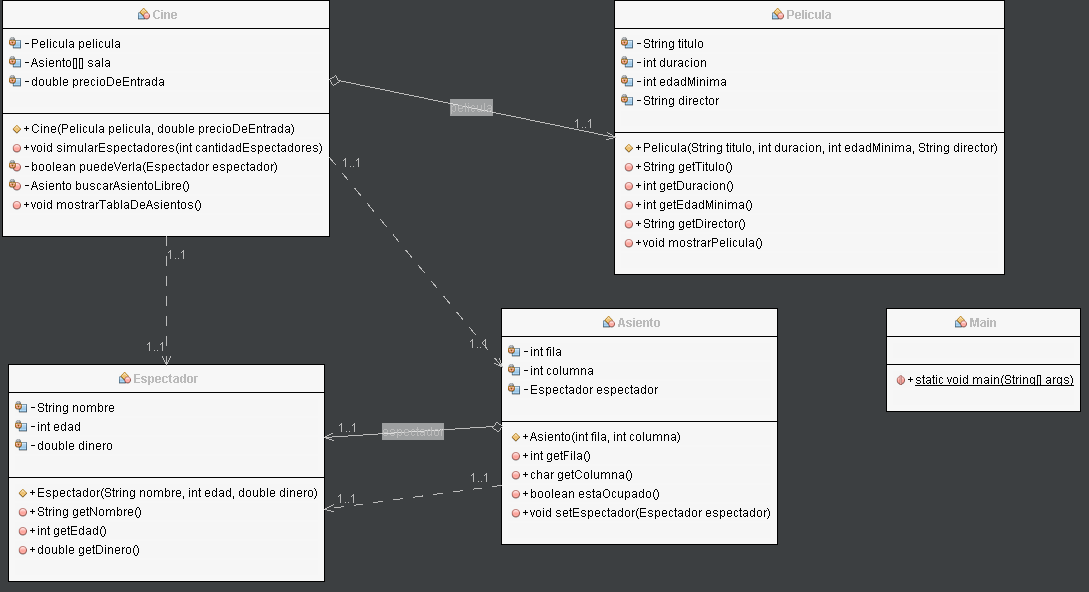 Cine
- Pelicula pelicula
- Asiento[][] sala
- double precioDeEntrada
+ Cine(Pelicula pelicula, double precioDeEntrada)
+ void simularEspectadores(int cantidadEspectadores)
- boolean puedeVerla(Espectador espectador)
- Asiento buscarAsientoLibre()
+ void mostrarTablaDeAsientos()
pelicula
1..1
Pelicula
- String titulo
- int duracion
- int edadMinima
- String director
+ Pelicula(String titulo, int duracion, int edadMinima, String director)
+ String getTitulo()
+ int getDuracion()
+ int getEdadMinima()
+ String getDirector()
+ void mostrarPelicula()
1..1
1..1
1..1
1..1
Espectador
- String nombre
- int edad
- double dinero
+ Espectador(String nombre, int edad, double dinero)
+ String getNombre()
+ int getEdad()
+ double getDinero()
1..1
espectador
1..1
1..1
Asiento
- int fila
- int columna
- Espectador espectador
+ Asiento(int fila, int columna)
+ int getFila()
+ char getColumna()
+ boolean estaOcupado()
+ void setEspectador(Espectador espectador)
Main
+ static void main(String[] args)